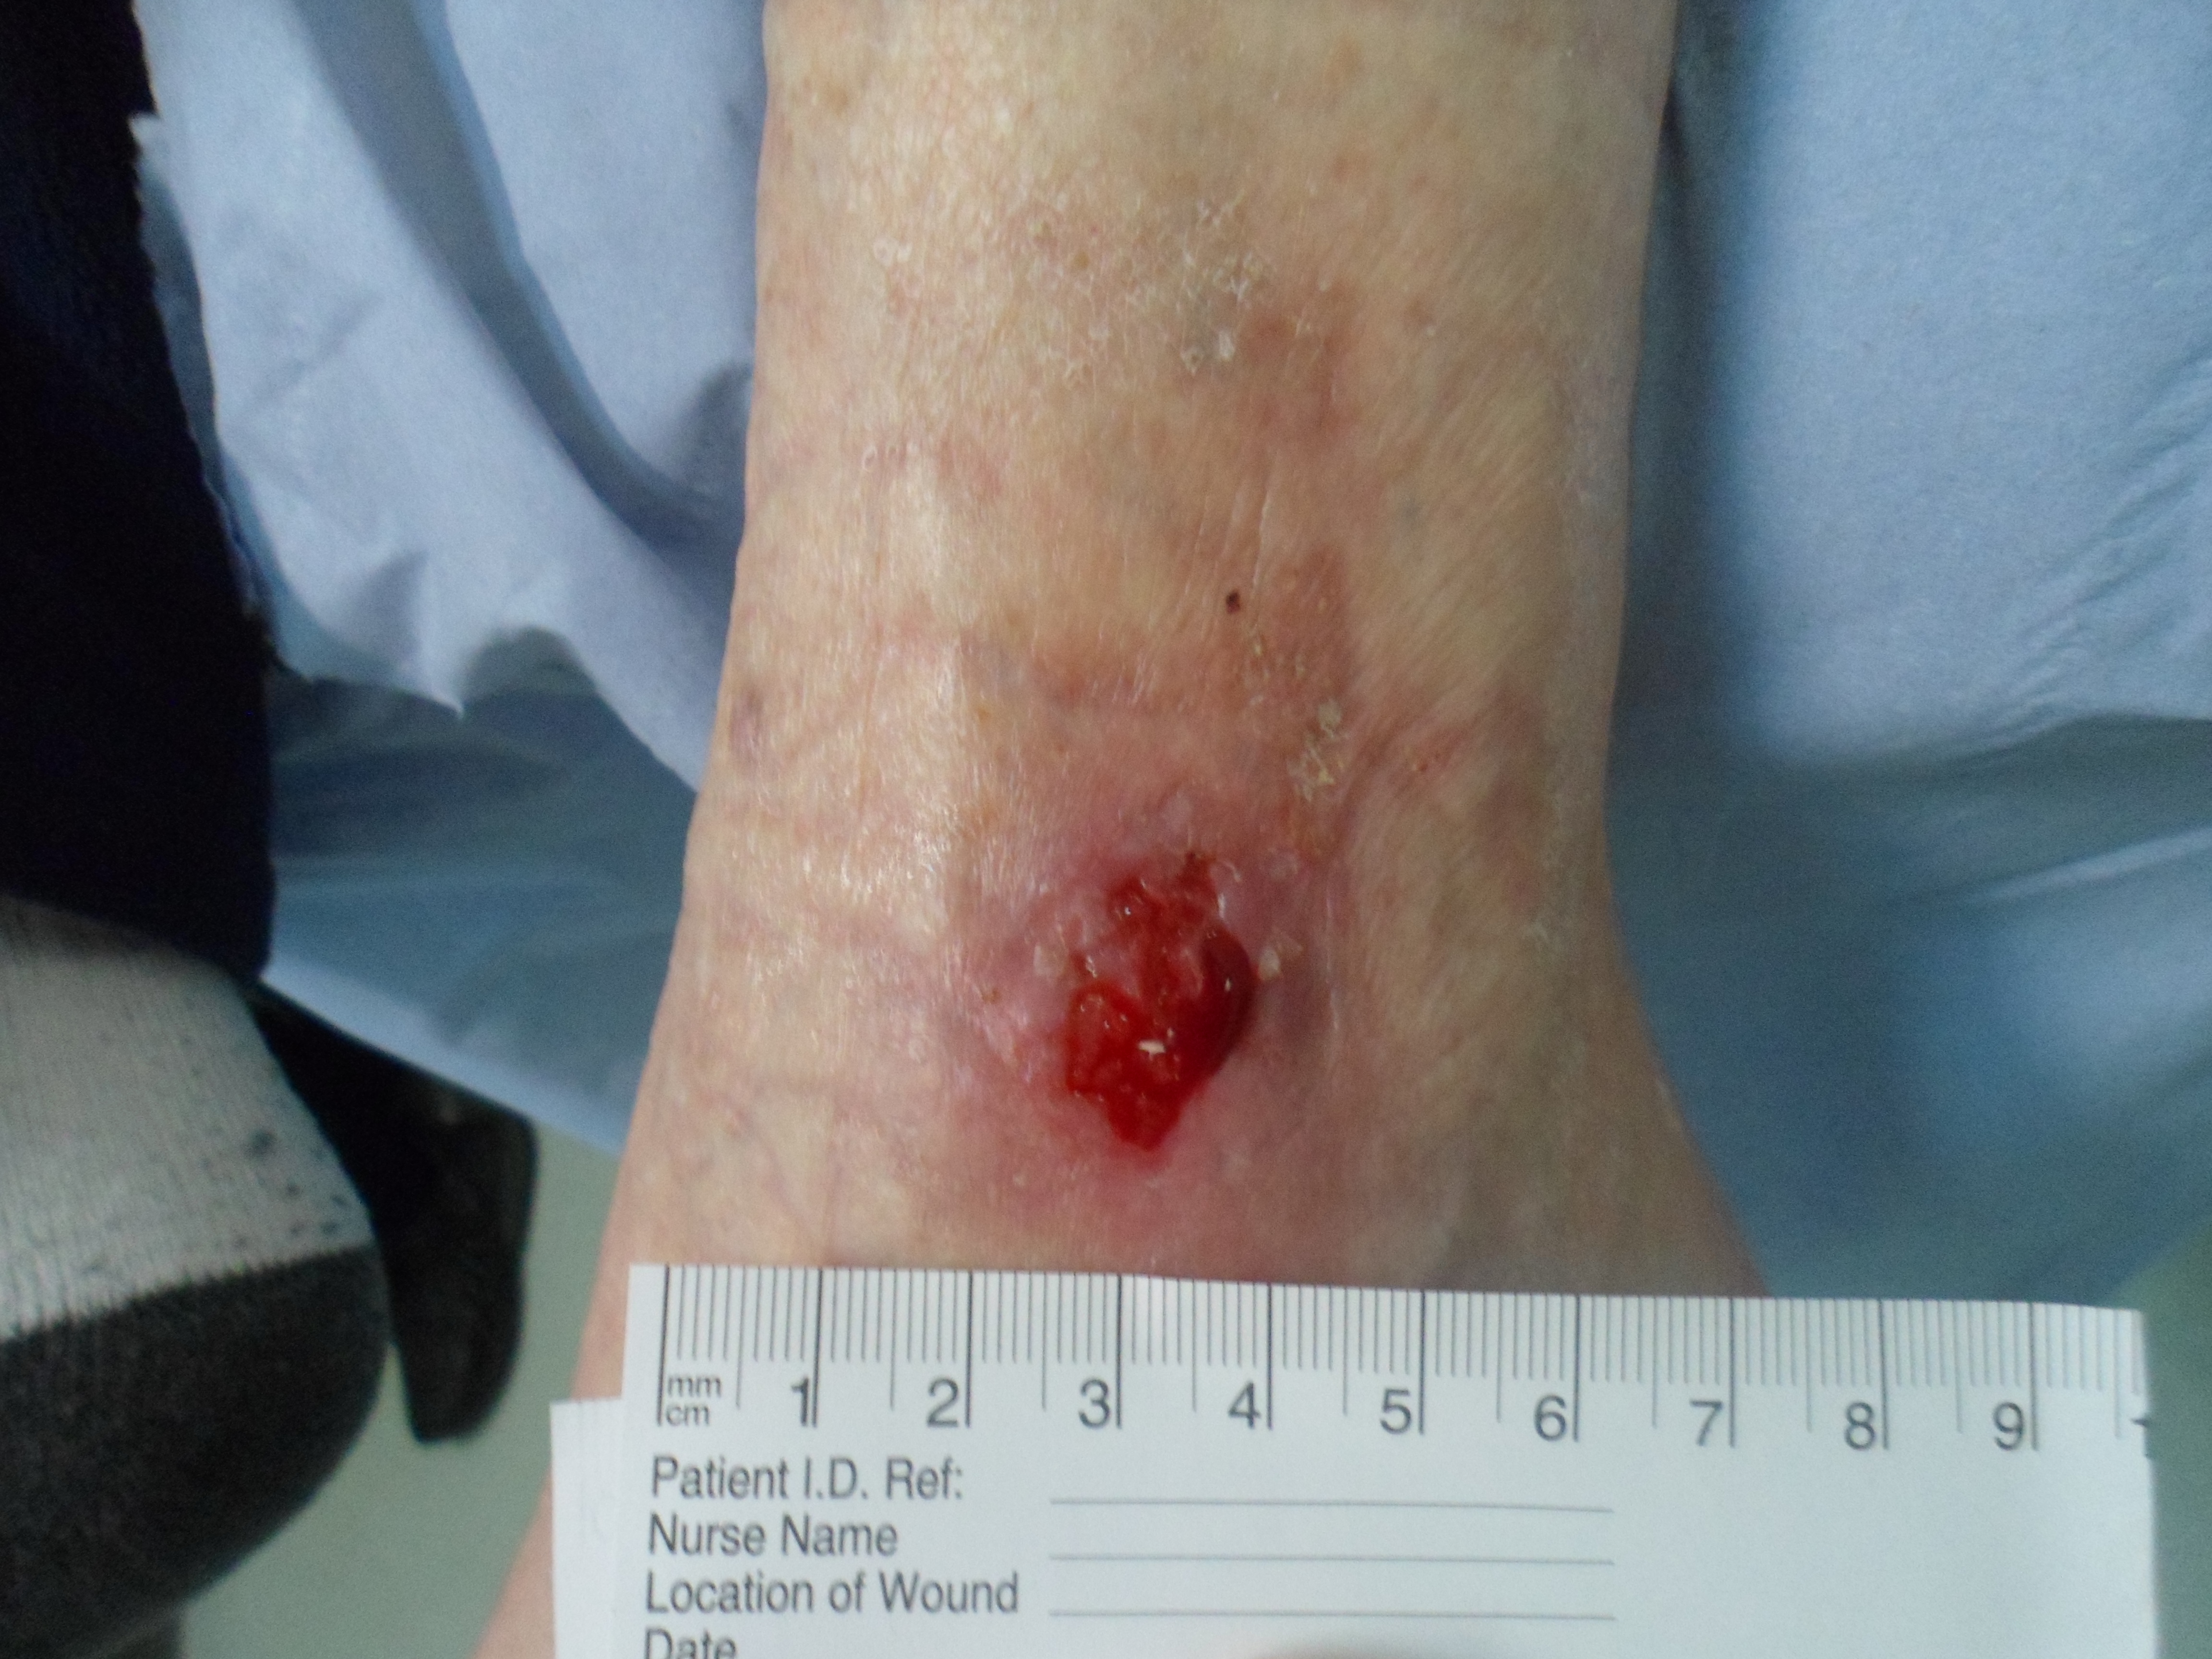 mm 1 2 3 4 5 6 7 8 9
cm
Patient I.D. Ref:
Nurse Name
Location of Wound
Date